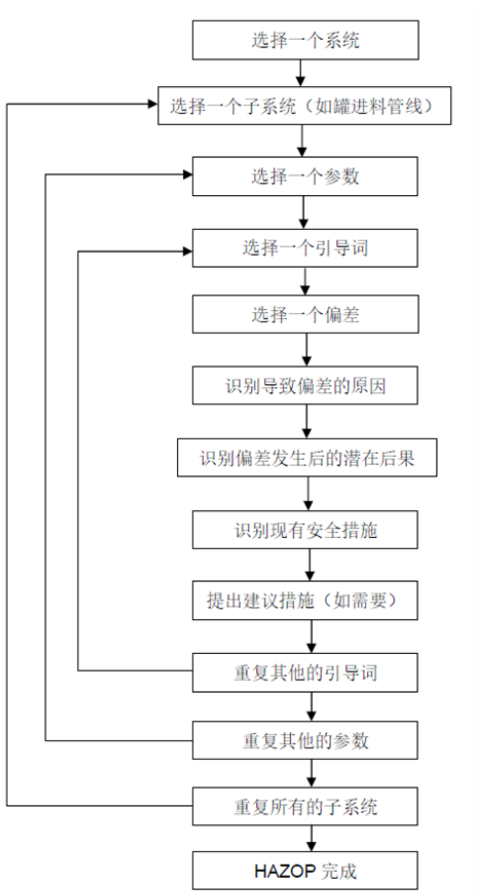 选择一个系统
选择一个子系统（如罐进料管线）
选择一个参数
选择一个引导词
选择一个偏差
识别导致偏差的原因
识别偏差发生后的潜在后果
识别现有安全措施
提出建议措施（如需要）
重复其他的引导词
重复其他的参数
重复所有的子系统
HAZOP 完成